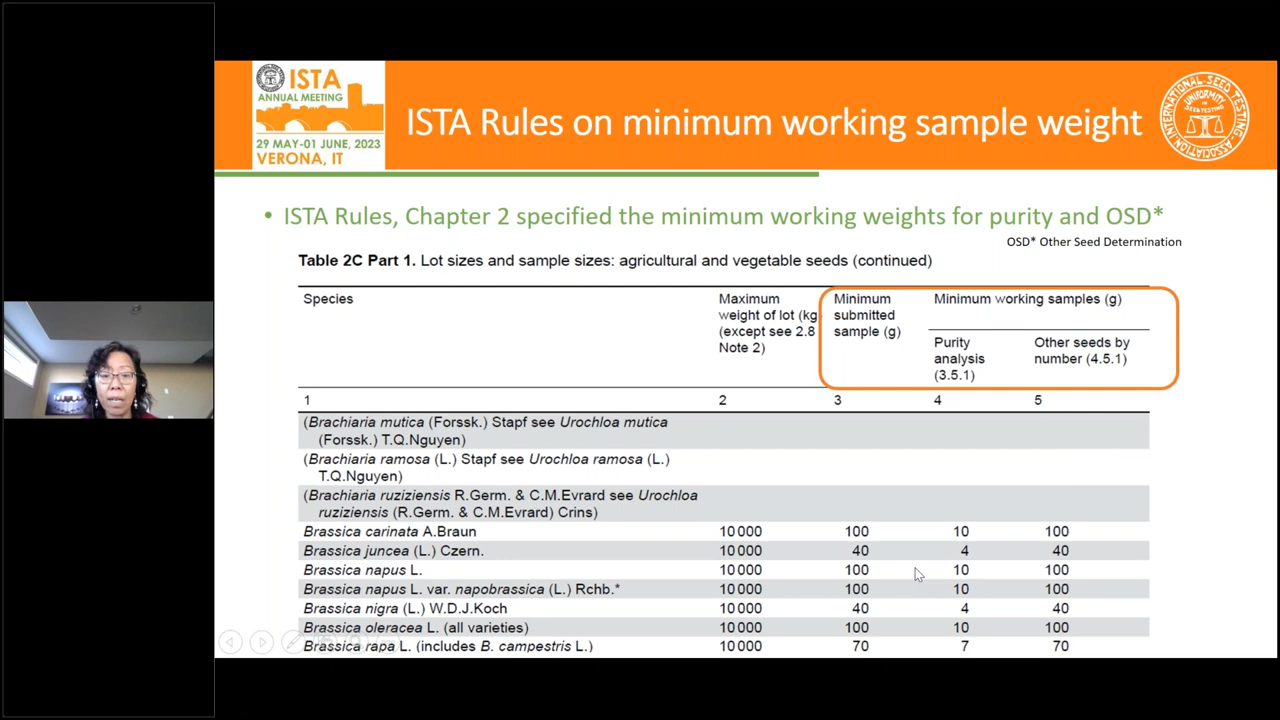 ISTA
ANNUAL MEETING
29 MAY-01 JUNE, 2023
VERONA, IT
ISTA Rules on minimum working sample weight
INTERNATIONAL SEED TESTING ASSOCIATION
UNIFORMITY
IN
SEED TESTING
• ISTA Rules, Chapter 2 specified the minimum working weights for purity and OSD*
OSD* Other Seed Determination
Table 2C Part 1. Lot sizes and sample sizes: agricultural and vegetable seeds (continued)
Species Maximum Minimum Minimum working samples (g)
weight of lot (kg submitted
(except see 2.8 sample (g) Purity Other seeds by
Note 2) analysis number (4.5.1)
(3.5.1)
1 2 3 4 5
(Brachiaria mutica (Forssk.) Stapf see Urochloa mutica
(Forssk.) T.Q.Nguyen)
(Brachiaria ramosa (L.) Stapf see Urochloa ramosa (L.)
T.Q.Nguyen)
(Brachiaria ruziziensis R.Germ. & C.M.Evrard see Urochloa
ruziziensis (R.Germ. & C.M.Evrard) Crins)
Brassica carinata A.Braun 10 000 100 10 100
Brassica juncea (L.) Czern. 10 000 40 4 40
Brassica napus L. 10 000 100 10 100
Brassica napus L. var. napobrassica (L.) Rchb.* 10 000 100 10 100
Brassica nigra (L.) W.D.J.Koch 10 000 40 4 40
Brassica oleracea L. (all varieties) 10 000 100 10 100
Brassica rapa L. (includes B. campestris L.) 10 000 70 7 70